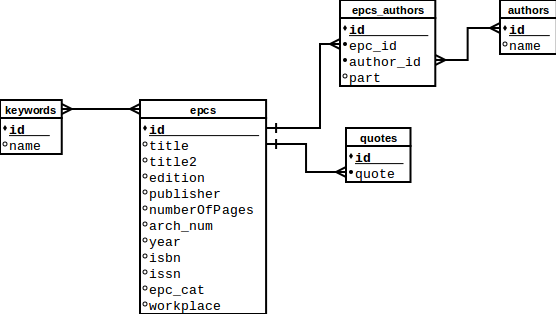 epcs_authors
id
epc_id
author_id
part
authors
id
name
keywords
id
name
epcs
id
title
title2
edition
publisher
numberOfPages
arch_num
year
isbn
issn
epc_cat
workplace
quotes
id
quote